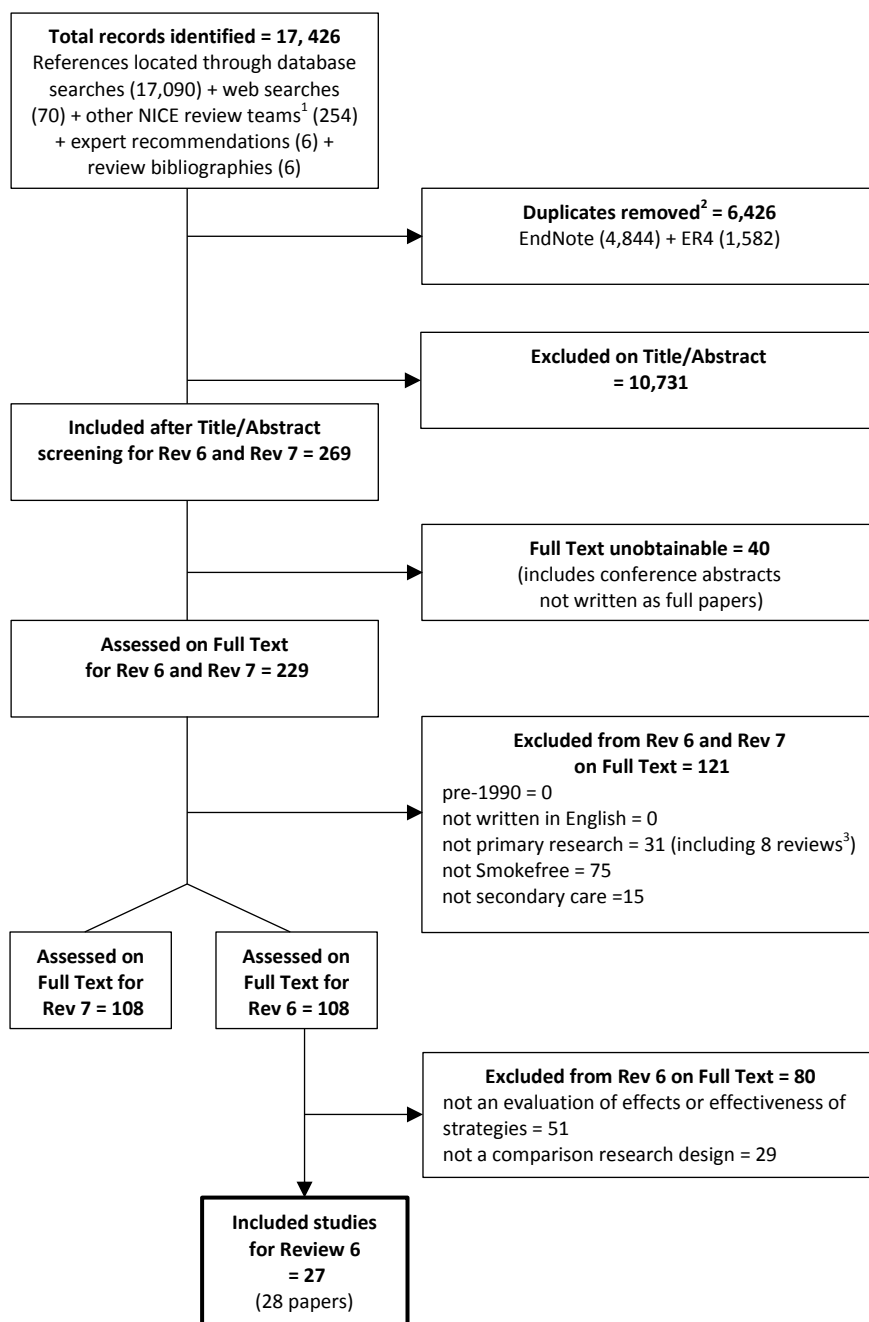 Total records identified = 17, 426
References located through database
searches (17,090) + web searches
(70) + other NICE review teams1 (254)
+ expert recommendations (6) +
review bibliographies (6)
Duplicates removed2 = 6,426
EndNote (4,844) + ER4 (1,582)
Excluded on Title/Abstract
= 10,731
Included after Title/Abstract
screening for Rev 6 and Rev 7 = 269
Full Text unobtainable = 40
(includes conference abstracts
not written as full papers)
Assessed on Full Text
for Rev 6 and Rev 7 = 229
Excluded from Rev 6 and Rev 7
on Full Text = 121
pre-1990 = 0
not written in English = 0
not primary research = 31 (including 8 reviews3)
not Smokefree = 75
not secondary care =15
Assessed on
Full Text for
Rev 7 = 108
Assessed on
Full Text for
Rev 6 = 108
Excluded from Rev 6 on Full Text = 80
not an evaluation of effects or effectiveness of
strategies = 51
not a comparison research design = 29
Included studies
for Review 6
= 27
(28 papers)